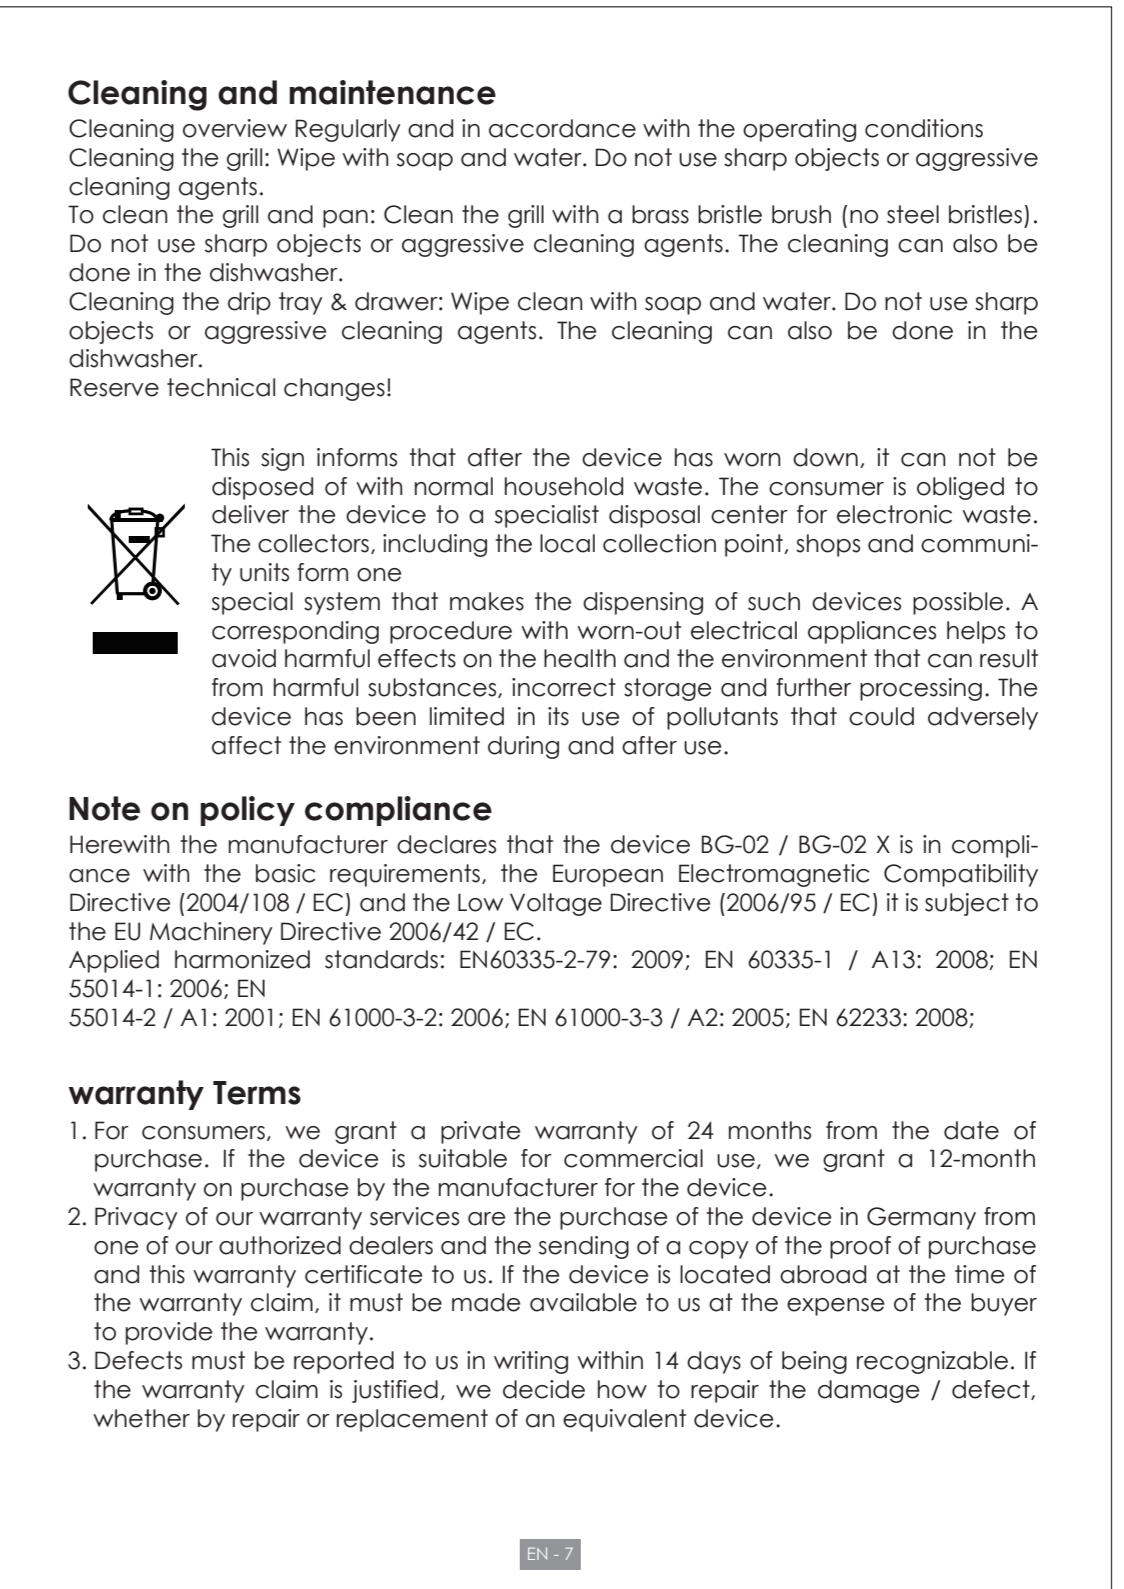 Cleaning and maintenance
Cleaning overview Regularly and in accordance with the operating conditions
Cleaning the grill: Wipe with soap and water. Do not use sharp objects or aggressive
cleaning agents.
To clean the grill and pan: Clean the grill with a brass bristle brush (no steel bristles).
Do not use sharp objects or aggressive cleaning agents. The cleaning can also be
done in the dishwasher.
Cleaning the drip tray & drawer: Wipe clean with soap and water. Do not use sharp
objects or aggressive cleaning agents. The cleaning can also be done in the
dishwasher.
Reserve technical changes!
This sign informs that after the device has worn down, it can not be
disposed of with normal household waste. The consumer is obliged to
deliver the device to a specialist disposal center for electronic waste.
The collectors, including the local collection point, shops and communi-
ty units form one
special system that makes the dispensing of such devices possible. A
corresponding procedure with worn-out electrical appliances helps to
avoid harmful effects on the health and the environment that can result
from harmful substances, incorrect storage and further processing. The
device has been limited in its use of pollutants that could adversely
affect the environment during and after use.
Note on policy compliance
Herewith the manufacturer declares that the device BG-02 / BG-02 X is in compli-
ance with the basic requirements, the European Electromagnetic Compatibility
Directive (2004/108 / EC) and the Low Voltage Directive (2006/95 / EC) it is subject to
the EU Machinery Directive 2006/42 / EC.
Applied harmonized standards: EN60335-2-79: 2009; EN 60335-1 / A13: 2008; EN
55014-1: 2006; EN
55014-2 / A1: 2001; EN 61000-3-2: 2006; EN 61000-3-3 / A2: 2005; EN 62233: 2008;
warranty Terms
1. For consumers, we grant a private warranty of 24 months from the date of
purchase. If the device is suitable for commercial use, we grant a 12-month
warranty on purchase by the manufacturer for the device.
2. Privacy of our warranty services are the purchase of the device in Germany from
one of our authorized dealers and the sending of a copy of the proof of purchase
and this warranty certificate to us. If the device is located abroad at the time of
the warranty claim, it must be made available to us at the expense of the buyer
to provide the warranty.
3. Defects must be reported to us in writing within 14 days of being recognizable. If
the warranty claim is justified, we decide how to repair the damage / defect,
whether by repair or replacement of an equivalent device.
EN - 7